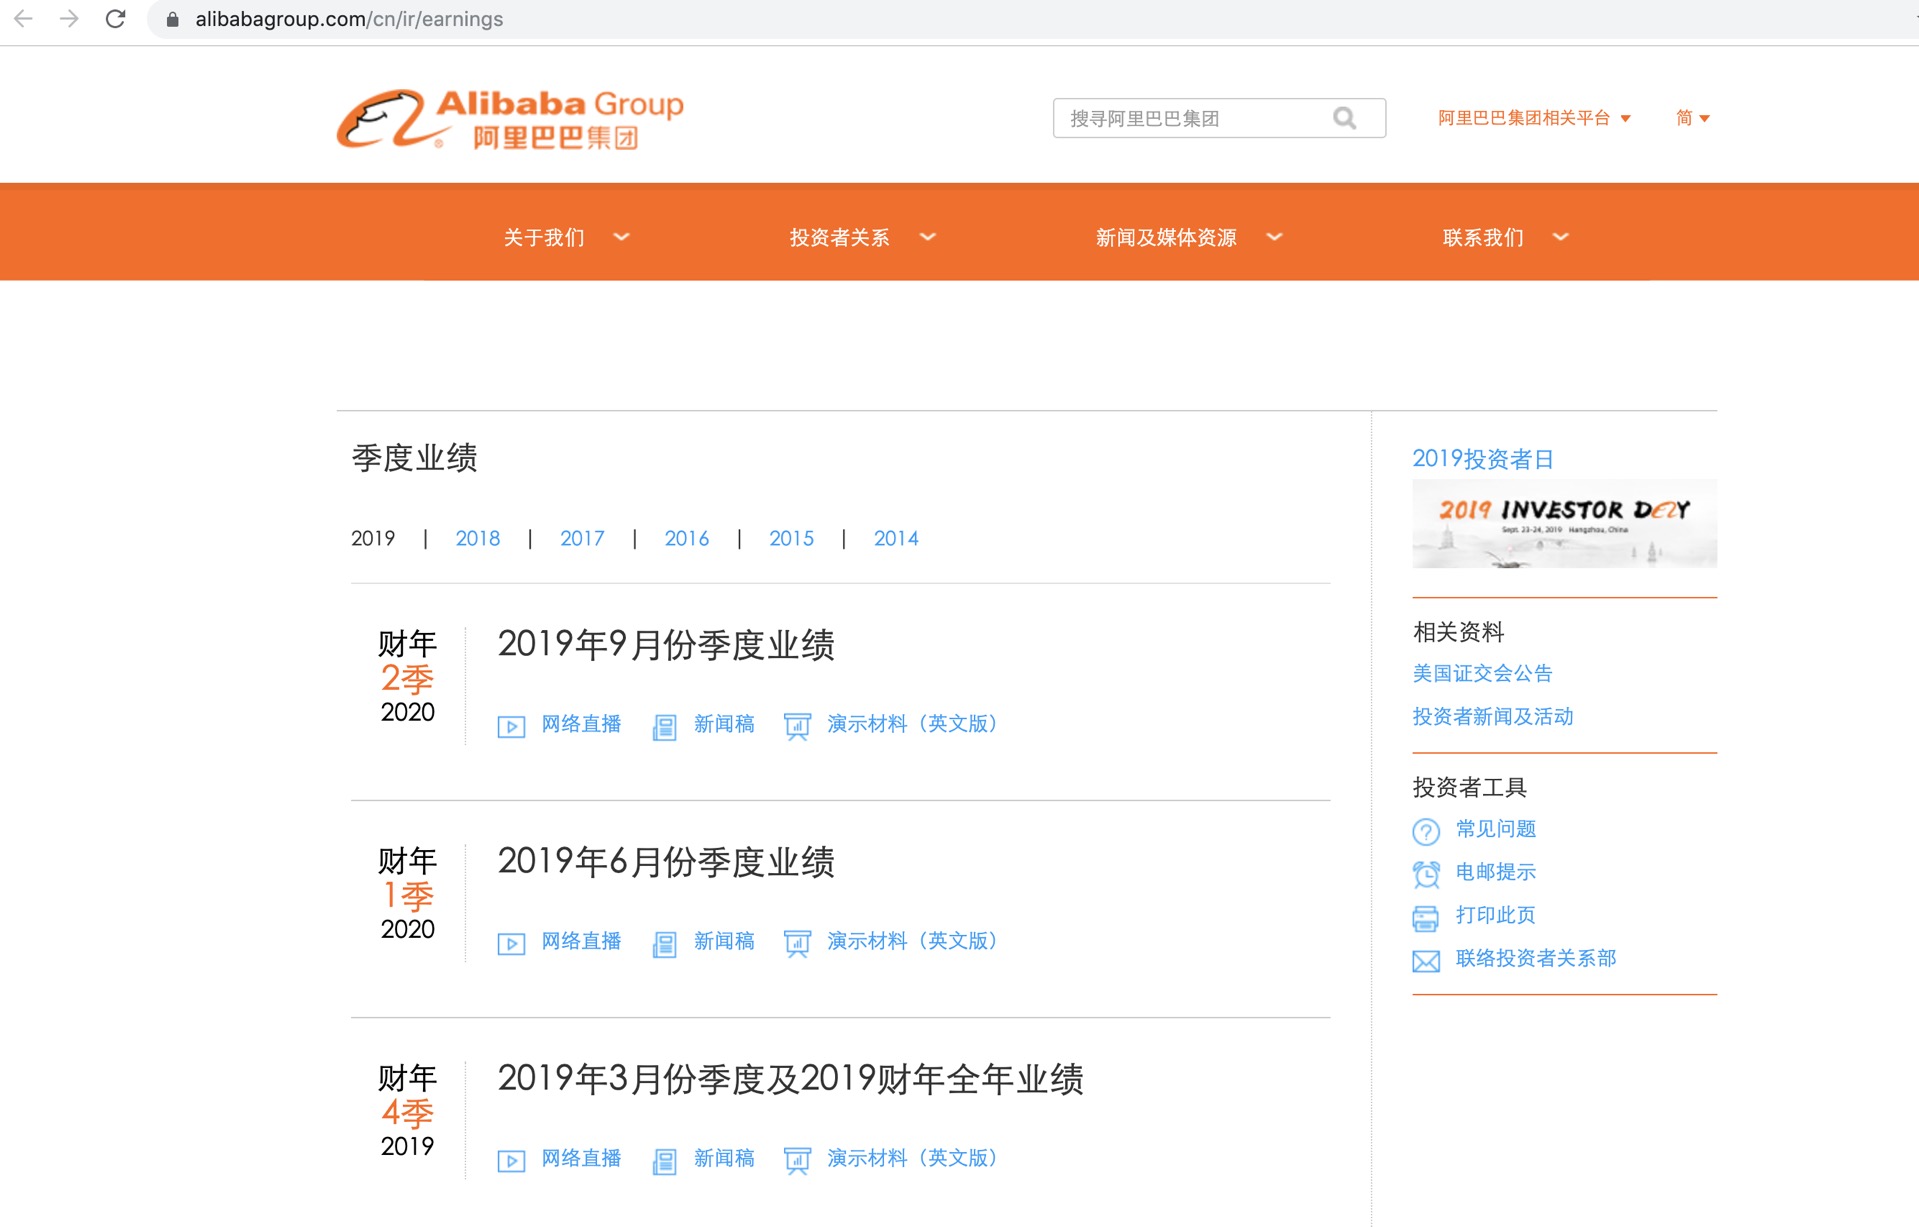 alibabagroup.com/cn/ir/earnings
Alibaba Group
阿里巴巴集团
搜寻阿里巴巴集团
阿里巴巴集团相关平台
简
关于我们
投资者关系
新闻及媒体资源
联系我们
季度业绩
2019 | 2018 | 2017 | 2016 | 2015 | 2014
财年
2季
2020
2019年9月份季度业绩
网络直播 新闻稿 演示材料（英文版）
财年
1季
2020
2019年6月份季度业绩
网络直播 新闻稿 演示材料（英文版）
财年
4季
2019
2019年3月份季度及2019财年全年业绩
网络直播 新闻稿 演示材料（英文版）
2019投资者日
2019 INVESTOR DAY
Sept. 23-24, 2019 Hangzhou, China
相关资料
美国证交会公告
投资者新闻及活动
投资者工具
常见问题
电邮提示
打印此页
联络投资者关系部